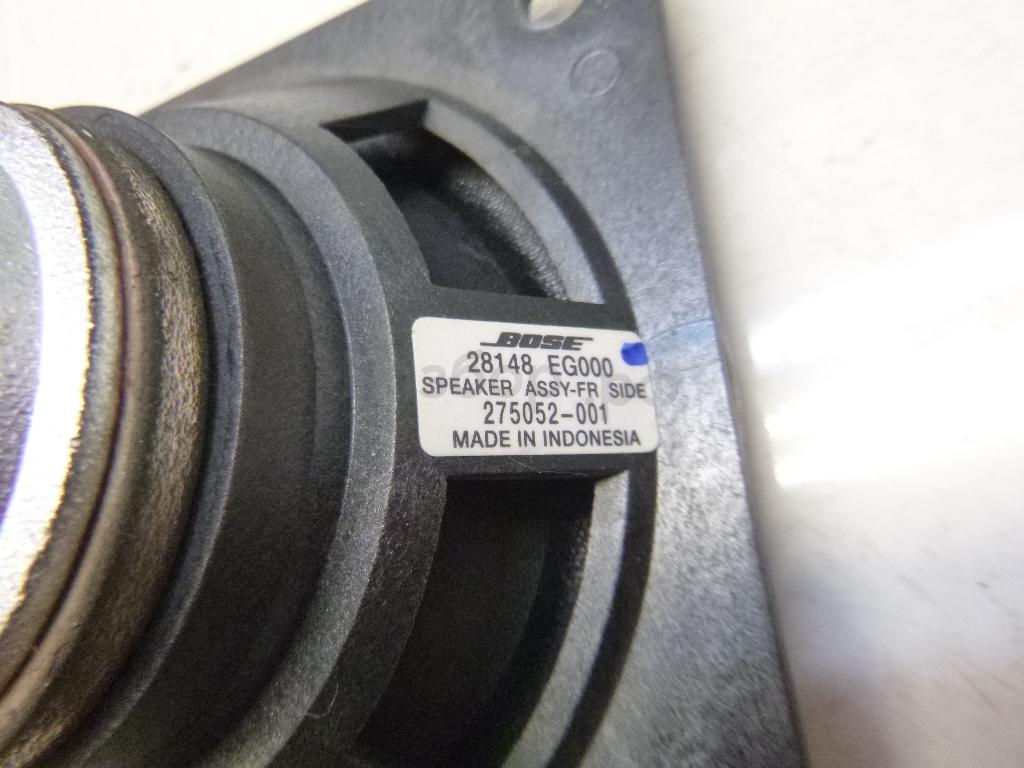 BOSE
28148 EG000
SPEAKER ASSY-FR SIDE
275052-001
MADE IN INDONESIA